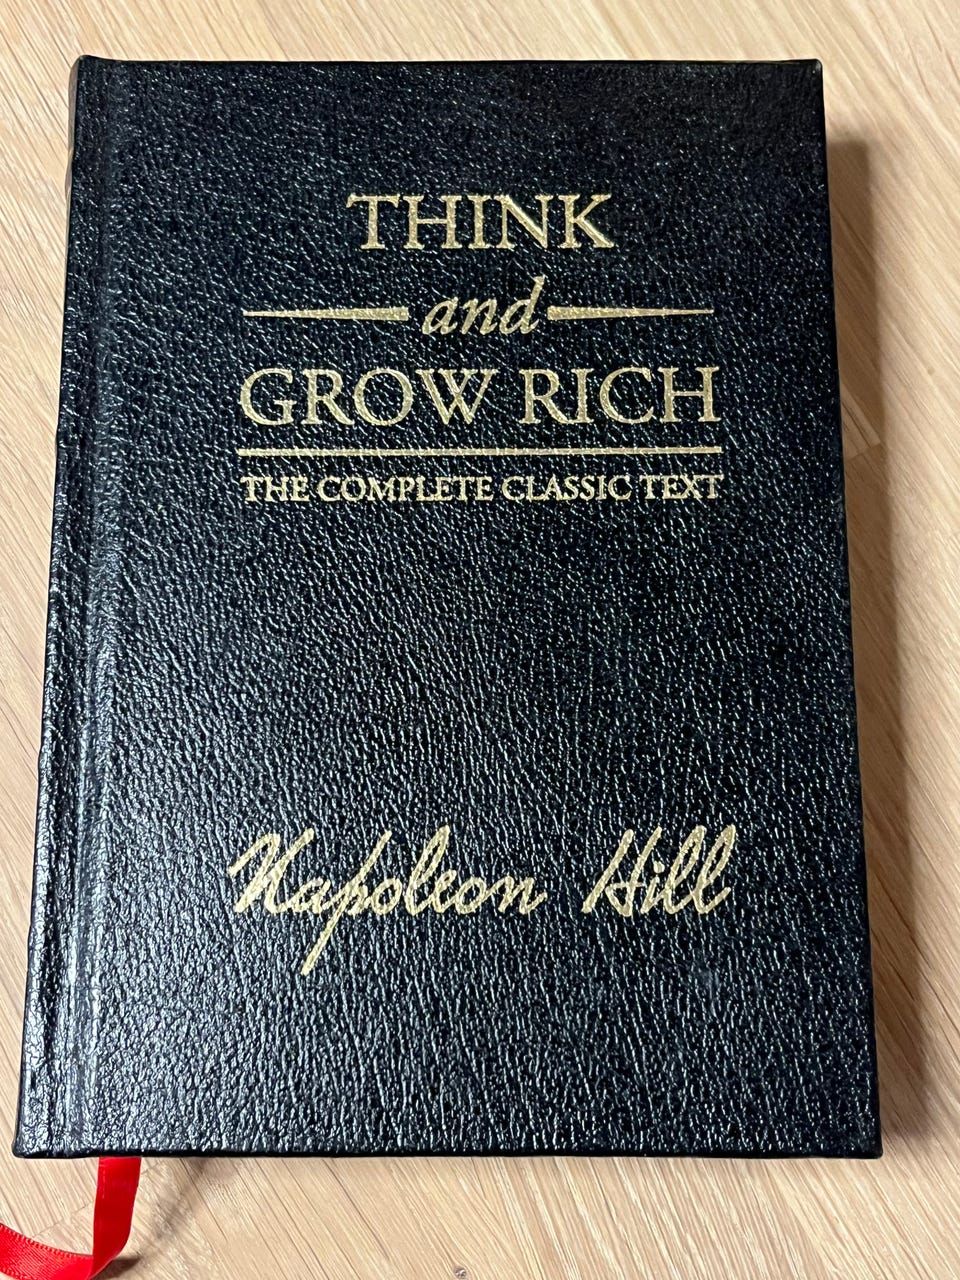 THINK
and
GROW RICH
THE COMPLETE CLASSIC TEXT
Napoleon Hill